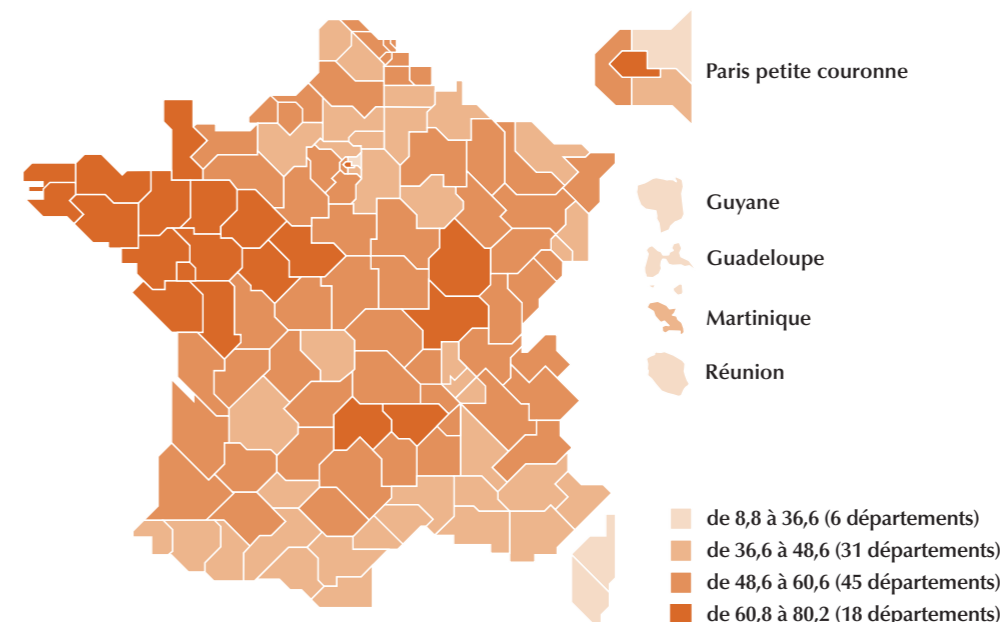 Paris petite couronne
Guyane
Guadeloupe
Martinique
Réunion
de 8,8 à 36,6 (6 départements)
de 36,6 à 48,6 (31 départements)
de 48,6 à 60,6 (45 départements)
de 60,8 à 80,2 (18 départements)